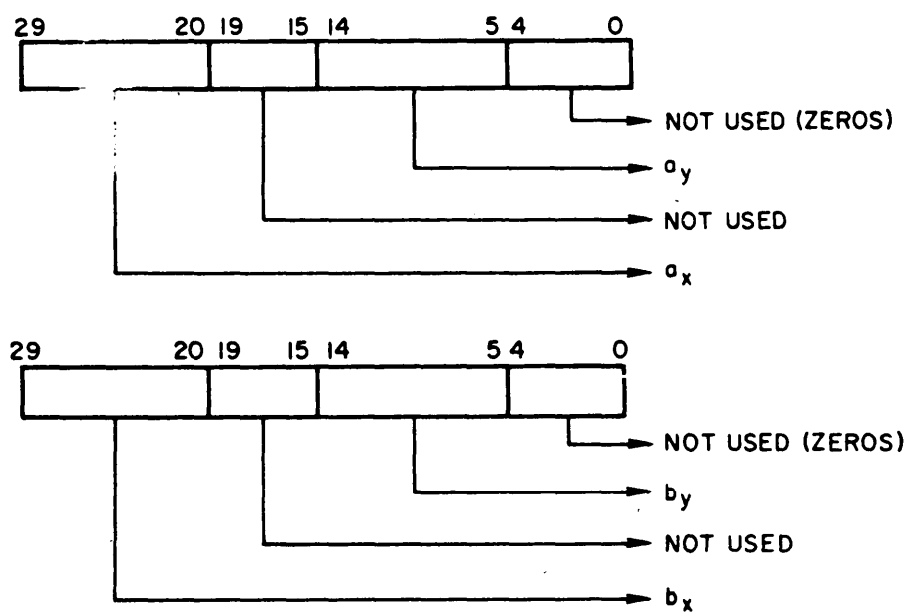 29 20 19 15 14 5 4 0
NOT USED (ZEROS)
a_y
NOT USED
a_x
29 20 19 15 14 5 4 0
NOT USED (ZEROS)
b_y
NOT USED
b_x